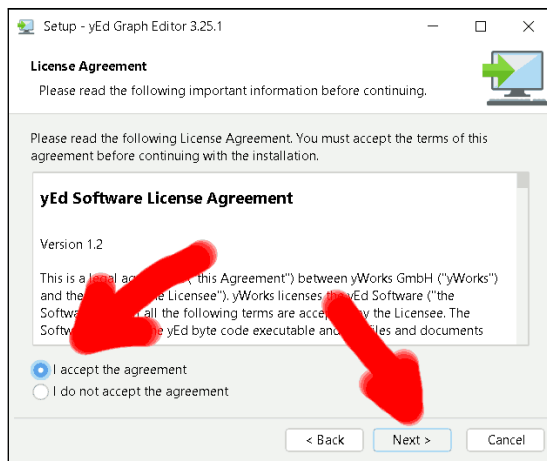 Setup - yEd Graph Editor 3.25.1
License Agreement
Please read the following important information before continuing.
Please read the following License Agreement. You must accept the terms of this
agreement before continuing with the installation.
yEd Software License Agreement
Version 1.2
This is a legal this Agreement") between yWorks GmbH ("yWorks")
and the Licensee"). yWorks licenses the yEd Software ("the
all the following terms are by the Licensee. The
yEd byte code executable and files and documents
I accept the agreement
I do not accept the agreement
< Back Next > Cancel